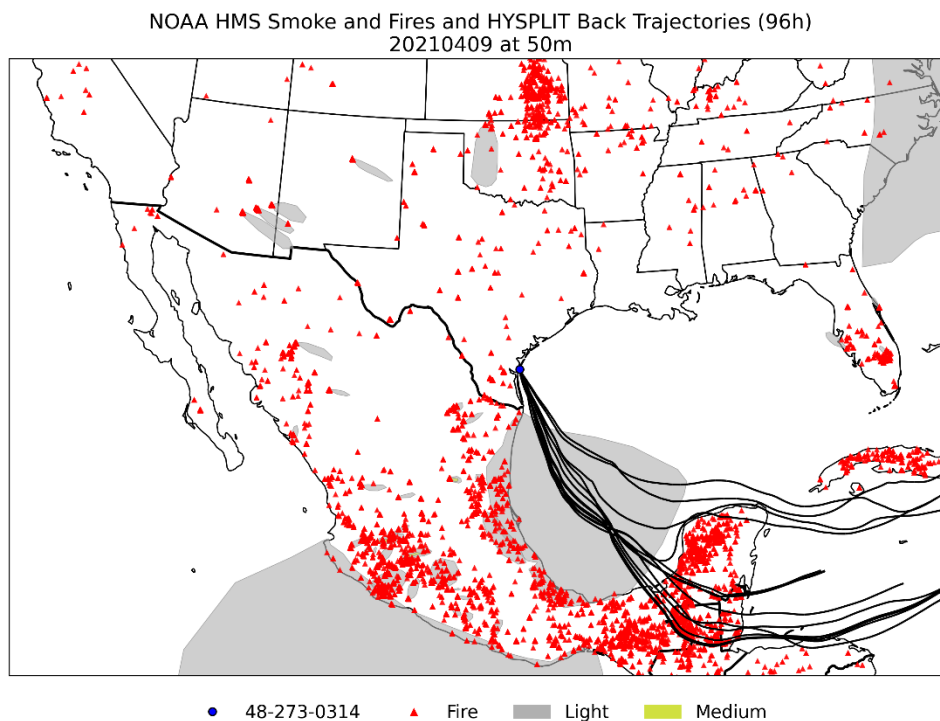 NOAA HMS Smoke and Fires and HYSPLIT Back Trajectories (96h)
20210409 at 50m
48-273-0314 Fire Light Medium